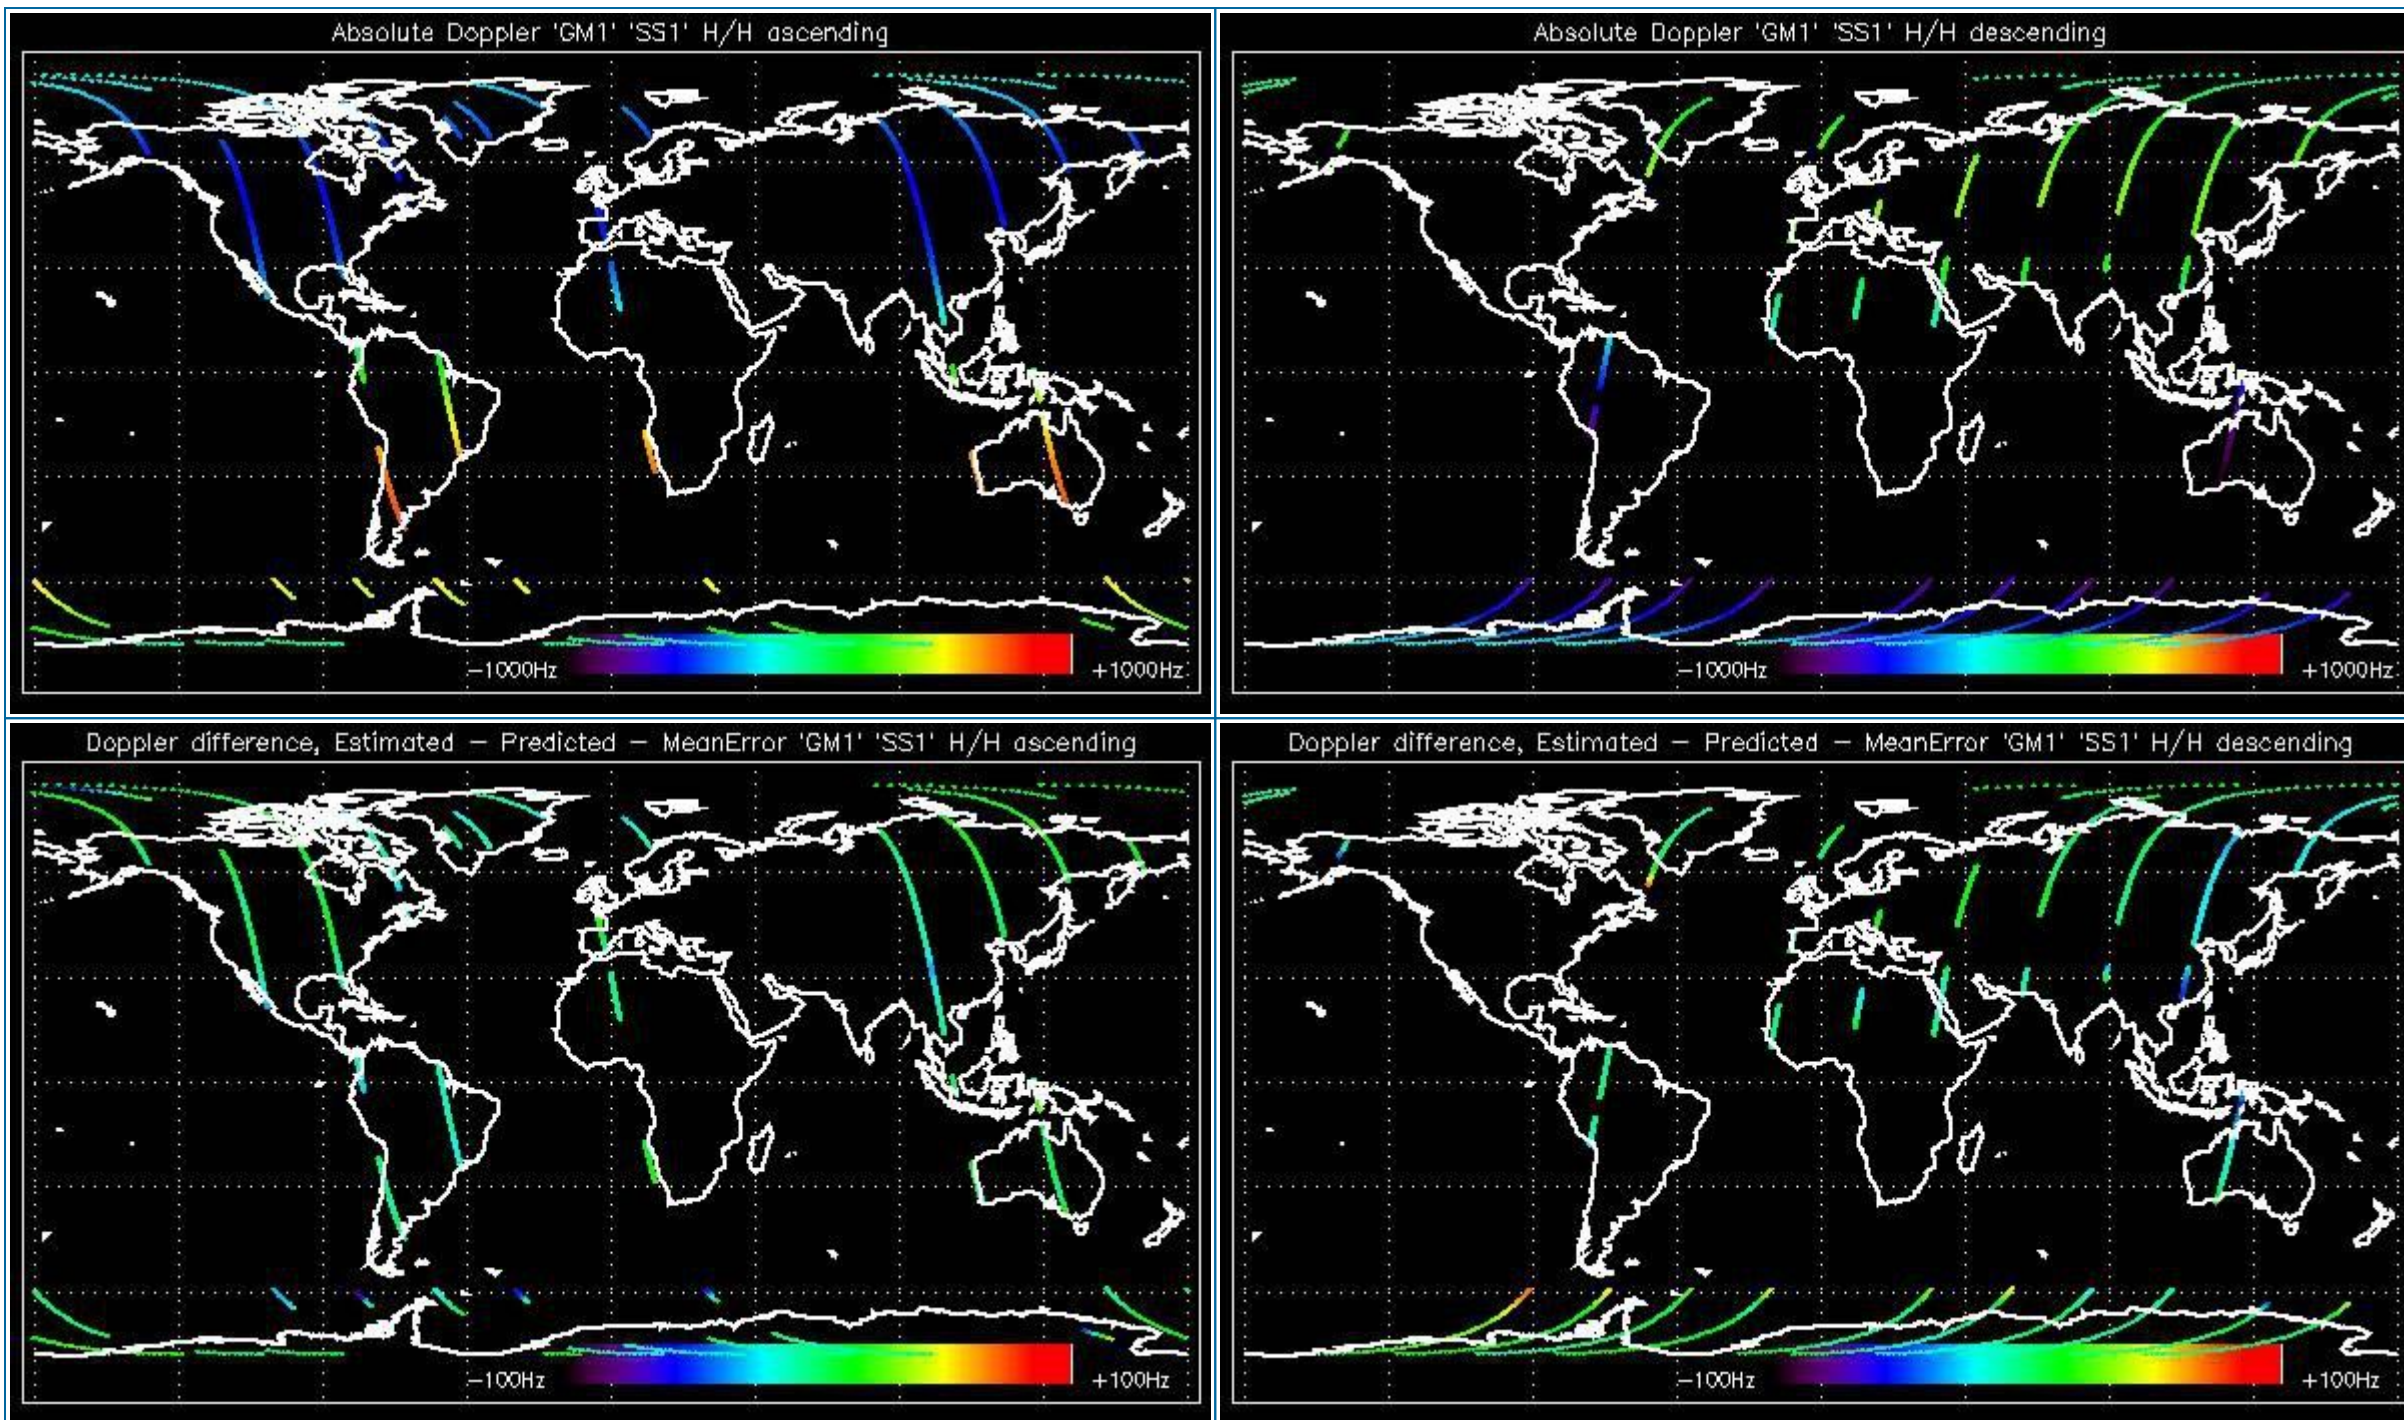 Absolute Doppler 'GM1' 'SS1' H/H ascending
-1000Hz
+1000Hz
Absolute Doppler 'GM1' 'SS1' H/H descending
-1000Hz
+1000Hz
Doppler difference, Estimated - Predicted - MeanError 'GM1' 'SS1' H/H ascending
-100Hz
+100Hz
Doppler difference, Estimated - Predicted - MeanError 'GM1' 'SS1' H/H descending
-100Hz
+100Hz